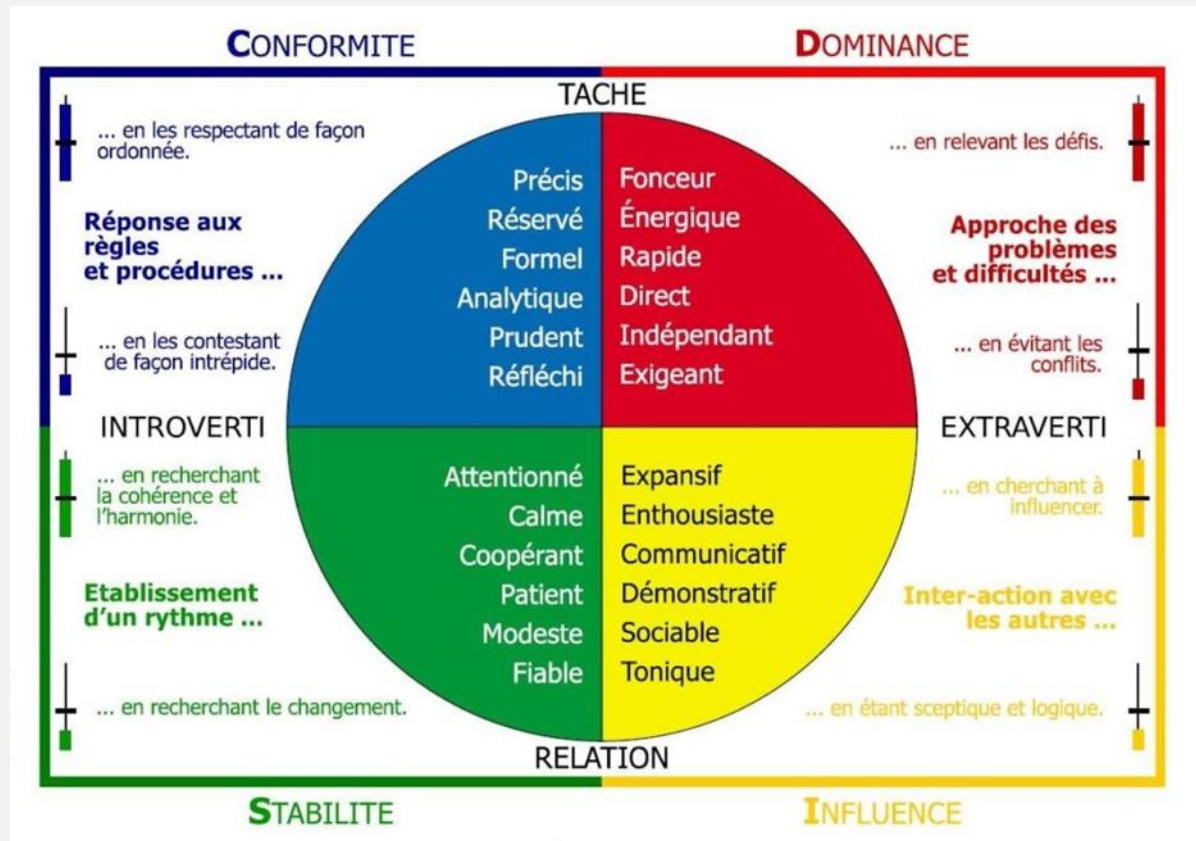 CONFORMITE
DOMINANCE
TACHE
... en les respectant de façon
ordonnée.
Réponse aux
règles
et procédures ...
... en les contestant
de façon intrépide.
Précis
Réservé
Formel
Analytique
Prudent
Réfléchi
Fonceur
Énergique
Rapide
Direct
Indépendant
Exigeant
... en relevant les défis.
Approche des
problèmes
et difficultés ...
... en évitant les
conflits.
INTROVERTI
EXTRAVERTI
... en recherchant
la cohérence et
l'harmonie.
Etablissement
d'un rythme ...
... en recherchant le changement.
Attentionné
Calme
Coopérant
Patient
Modeste
Fiable
Expansif
Enthousiaste
Communicatif
Démonstratif
Sociable
Tonique
... en cherchant à
influencer.
Inter-action avec
les autres ...
... en étant sceptique et logique.
RELATION
STABILITE
INFLUENCE